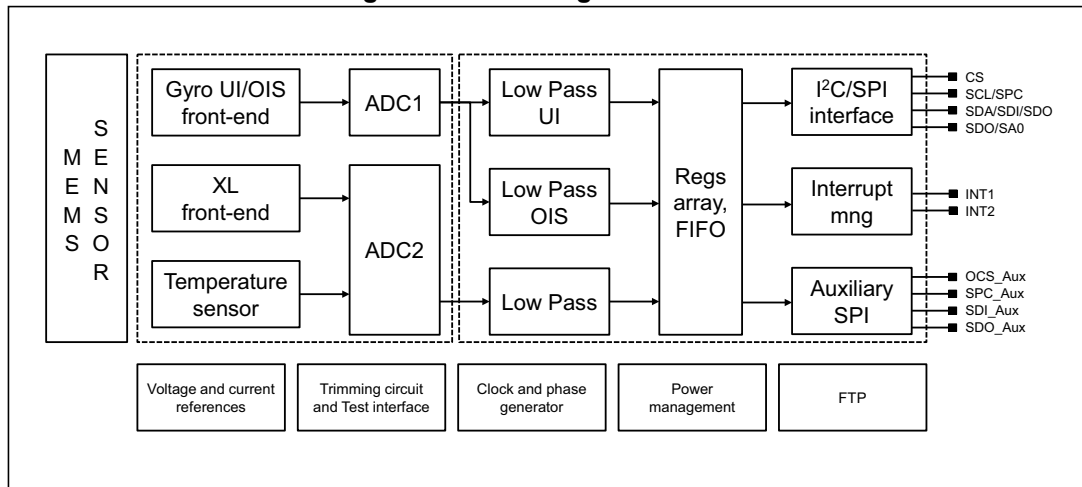 MEMS
SENSOR
Gyro UI/OIS
front-end
ADC1
Low Pass
UI
I²C/SPI
interface
CS
SCL/SPC
SDA/SDI/SDO
SDO/SA0
XL
front-end
ADC2
Low Pass
OIS
Regs
array,
FIFO
Interrupt
mng
INT1
INT2
Temperature
sensor
Low Pass
Auxiliary
SPI
OCS_Aux
SPC_Aux
SDI_Aux
SDO_Aux
Voltage and current
references
Trimming circuit
and Test interface
Clock and phase
generator
Power
management
FTP